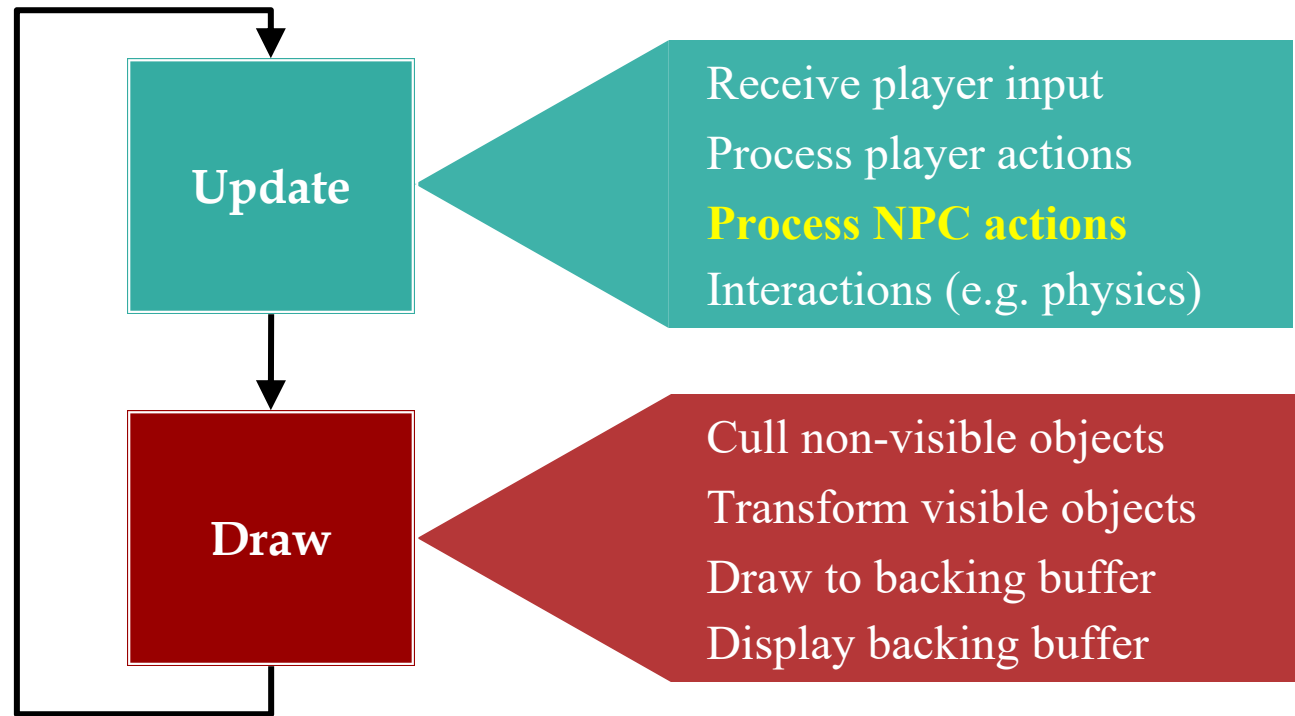 Update
Receive player input
Process player actions
Process NPC actions
Interactions (e.g. physics)
Draw
Cull non-visible objects
Transform visible objects
Draw to backing buffer
Display backing buffer